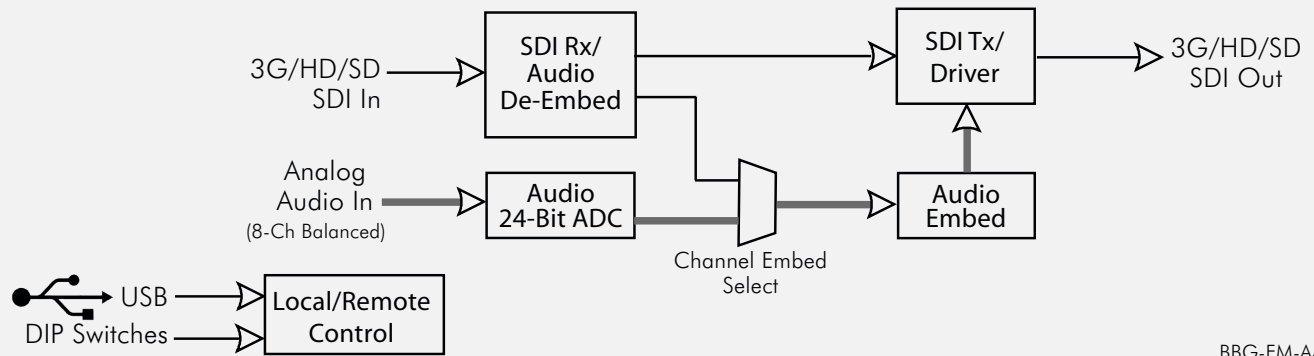 3G/HD/SD
SDI In
SDI Rx/
Audio
De-Embed
SDI Tx/
Driver
3G/HD/SD
SDI Out
Analog
Audio In
(8-Ch Balanced)
Audio
24-Bit ADC
Channel Embed
Select
Audio
Embed
USB
DIP Switches
Local/Remote
Control